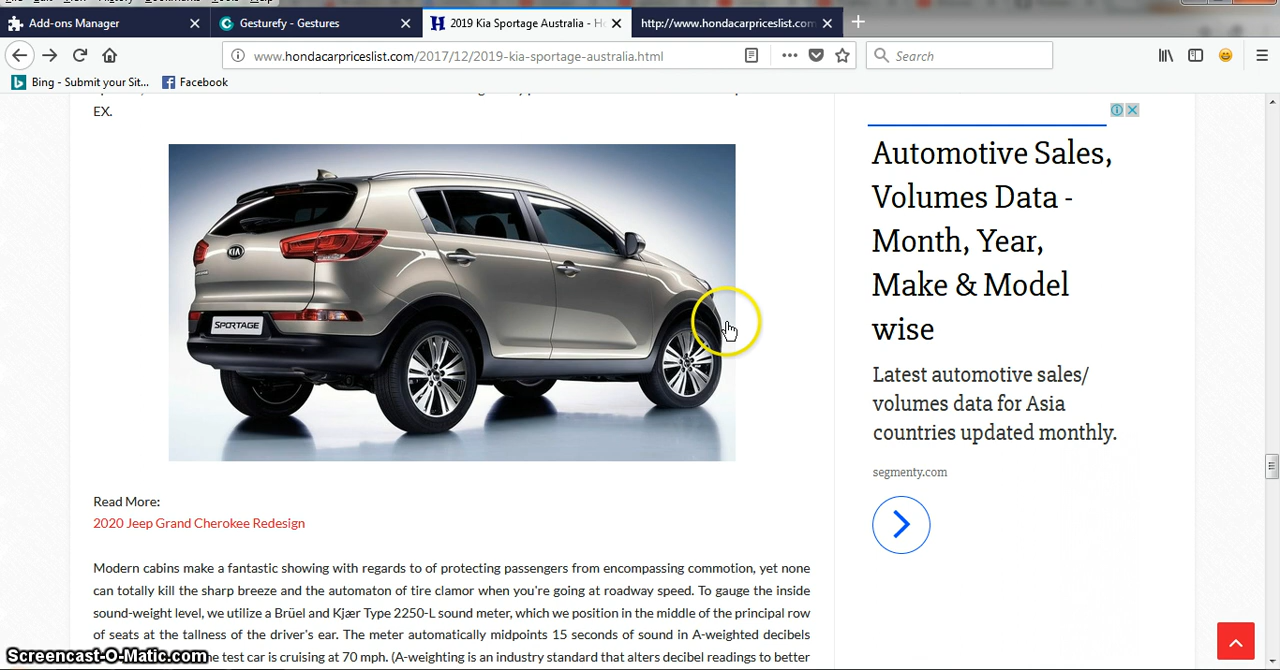 Add-ons Manager
Gesturefy - Gestures
2019 Kia Sportage Australia - Ho
http://www.hondacarpriceslist.com
www.hondacarpriceslist.com/2017/12/2019-kia-sportage-australia.html
Search
Bing - Submyour Sit...
Facebook
EX.
KIA
SPORTAGE
Automotive Sales,
Volumes Data -
Month, Year,
Make & Model
wise
Latest automotive sales/
volumes data for Asia
countries updated monthly.
segmenty.com
Read More:
2020 Jeep Grand Cherokee Redesign
Modern cabins make a fantastic showing with regards to of protecting passengers from encompassing commotion, yet none
can totally kill the sharp breeze and the automaton of tire clamor when you're going at roadway speed. To gauge the inside
sound-weight level, we utilize a Brüel and Kjær Type 2250-L sound meter, which we position in the middle of the principal row
of seats at the tallness of the driver's ear. The meter automatically midpoints 15 seconds of sound in A-weighted decibels
the test car is cruising at 70 mph. (A-weighting is an industry standard that alters decibel readings to better
Screencast-O-Matic.com